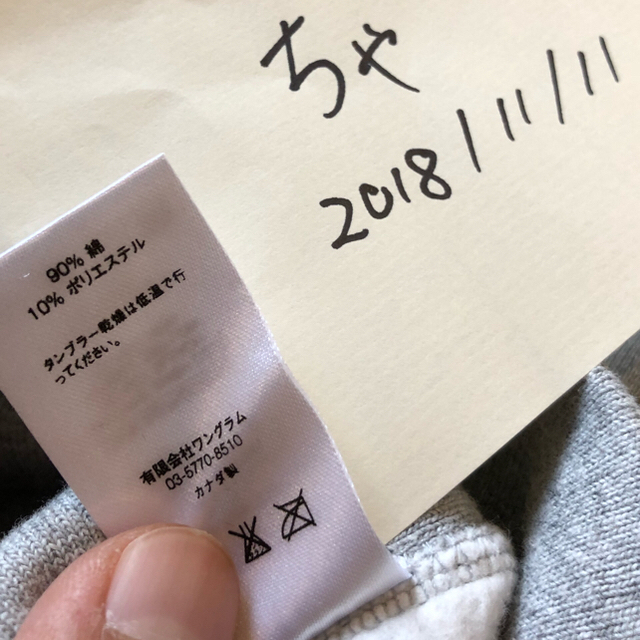 ちゃ
2018/11/11
90% 綿
10% ポリエステル
タンブラー乾燥は低温で行
ってください。
有限会社ワングラム
03-5770-8510
カナダ製